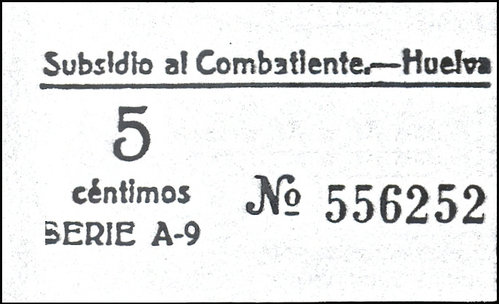 Subsidio al Combatiente.—Huelva
5
céntimos
SERIE A-9
Nº 556252